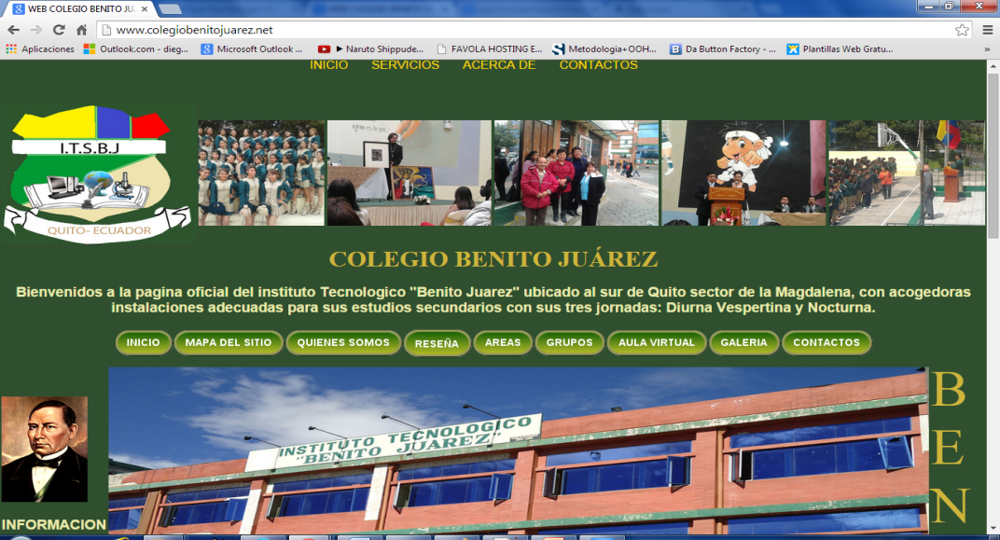 WEB COLEGIO BENITO JU
www.colegiobenitojuarez.net
Aplicaciones Outlook.com - dieg... Microsoft Outlook ... ► Naruto Shippude... FAVOLA HOSTING E... Metodologia+OOH... Da Button Factory - ... Plantillas Web Gratu... »
INICIO SERVICIOS ACERCA DE CONTACTOS
I.T.S.B.J
QUITO- ECUADOR
COLEGIO BENITO JUÁREZ
Bienvenidos a la pagina oficial del instituto Tecnologico "Benito Juarez" ubicado al sur de Quito sector de la Magdalena, con acogedoras
instalaciones adecuadas para sus estudios secundarios con sus tres jornadas: Diurna Vespertina y Nocturna.
INICIO MAPA DEL SITIO QUIENES SOMOS RESEÑA AREAS GRUPOS AULA VIRTUAL GALERIA CONTACTOS
INSTITUTO TECNOLOGICO
"BENITO JUAREZ"
B
E
N
INFORMACION